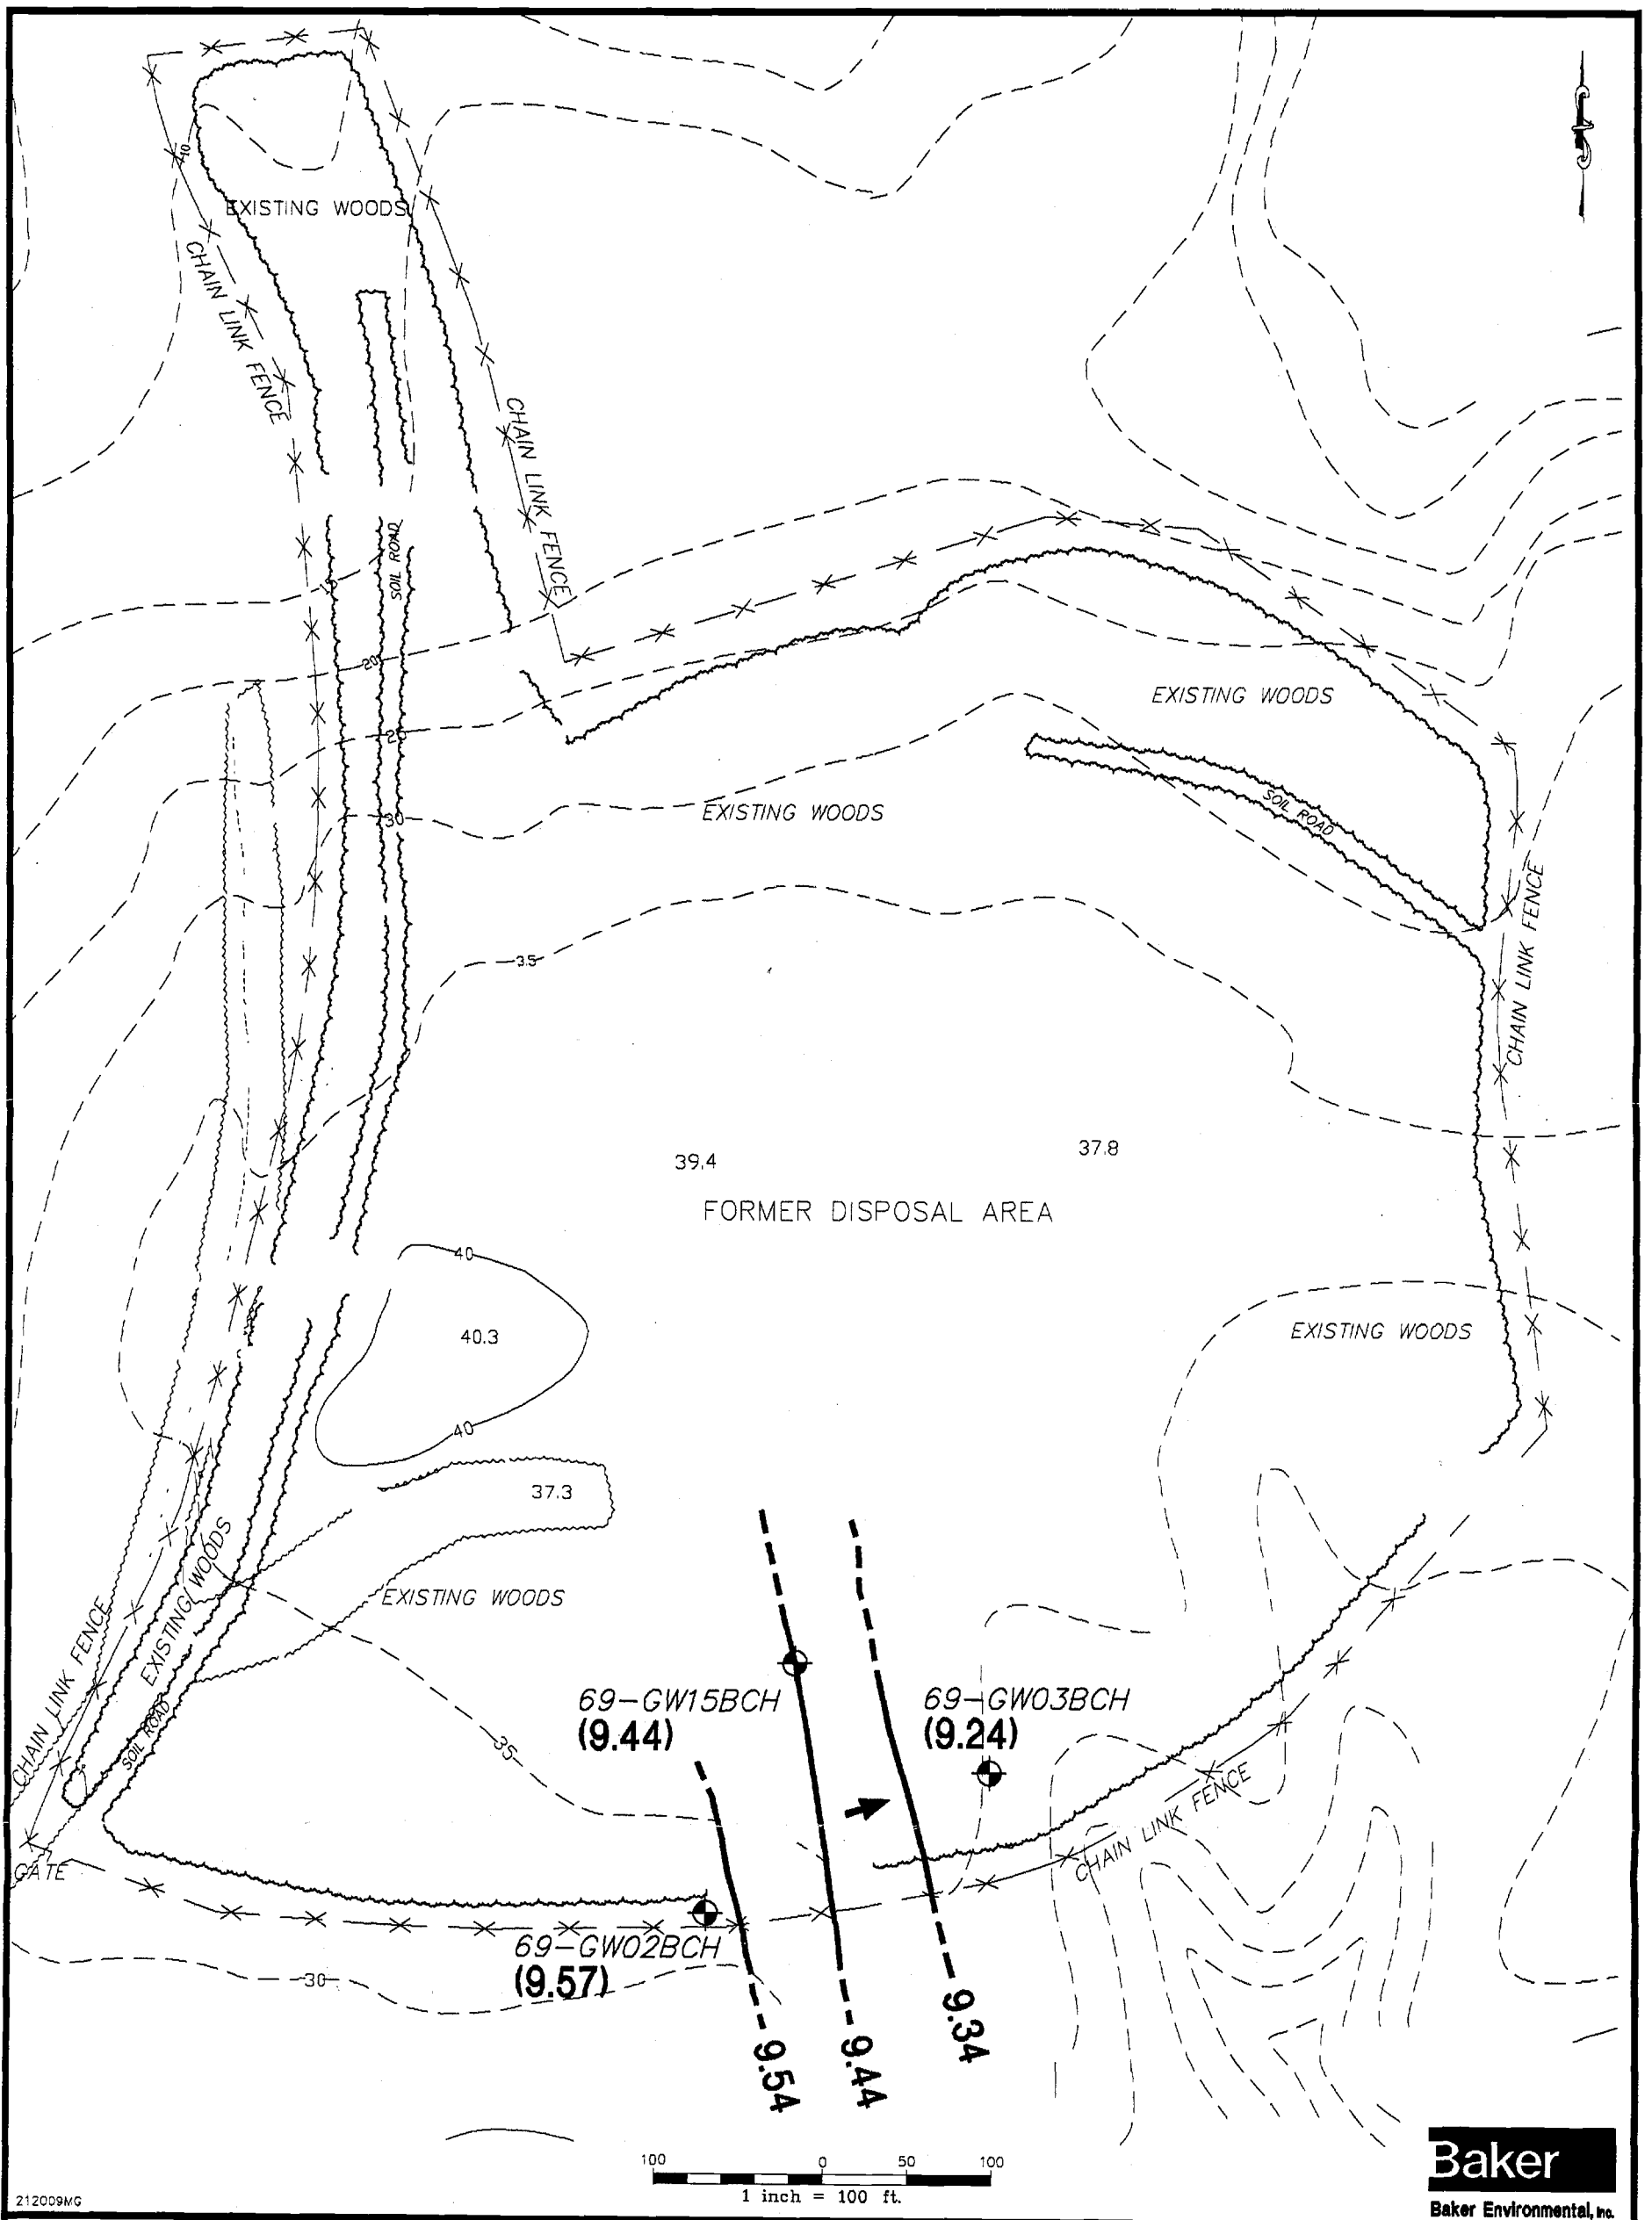 10
EXISTING WOODS
CHAIN LINK FENCE
CHAIN LINK FENCE
SOIL ROAD
15
20
25
30
EXISTING WOODS
EXISTING WOODS
SOIL ROAD
CHAIN LINK FENCE
35
39.4
37.8
FORMER DISPOSAL AREA
40
40.3
EXISTING WOODS
40
37.3
EXISTING WOODS
EXISTING WOODS
CHAIN LINK FENCE
SOIL ROAD
69-GW15BCH
(9.44)
69-GW03BCH
(9.24)
35
CHAIN LINK FENCE
GATE
69-GW02BCH
(9.57)
30
9.54
9.44
9.34
100 0 50 100
1 inch = 100 ft.
212009MG
Baker
Baker Environmental, Inc.